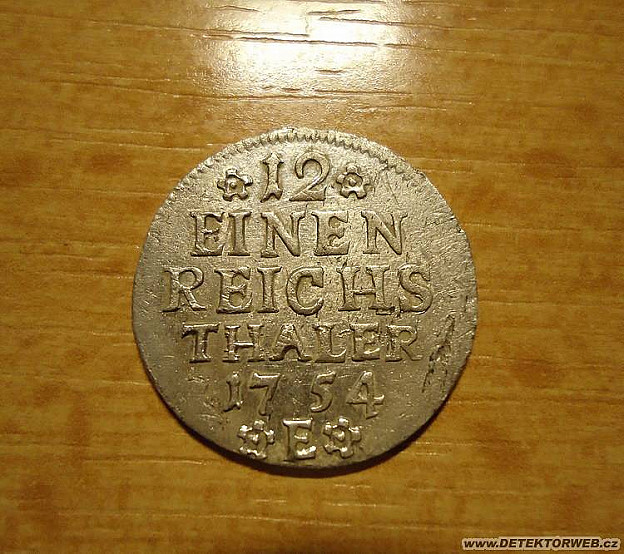 12
EINEN
REICHS
THALER
1754
E
www.DETEKTORWEB.cz